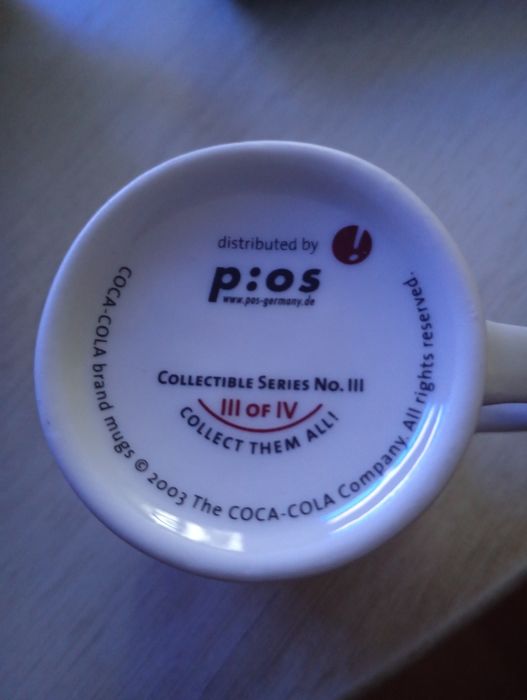 distributed by
p:os
www.pos-germany.de
COLLECTIBLE SERIES NO. III
III OF IV
COLLECT THEM ALL!
COCA-COLA brand mugs © 2003 The COCA-COLA Company. All rights reserved.